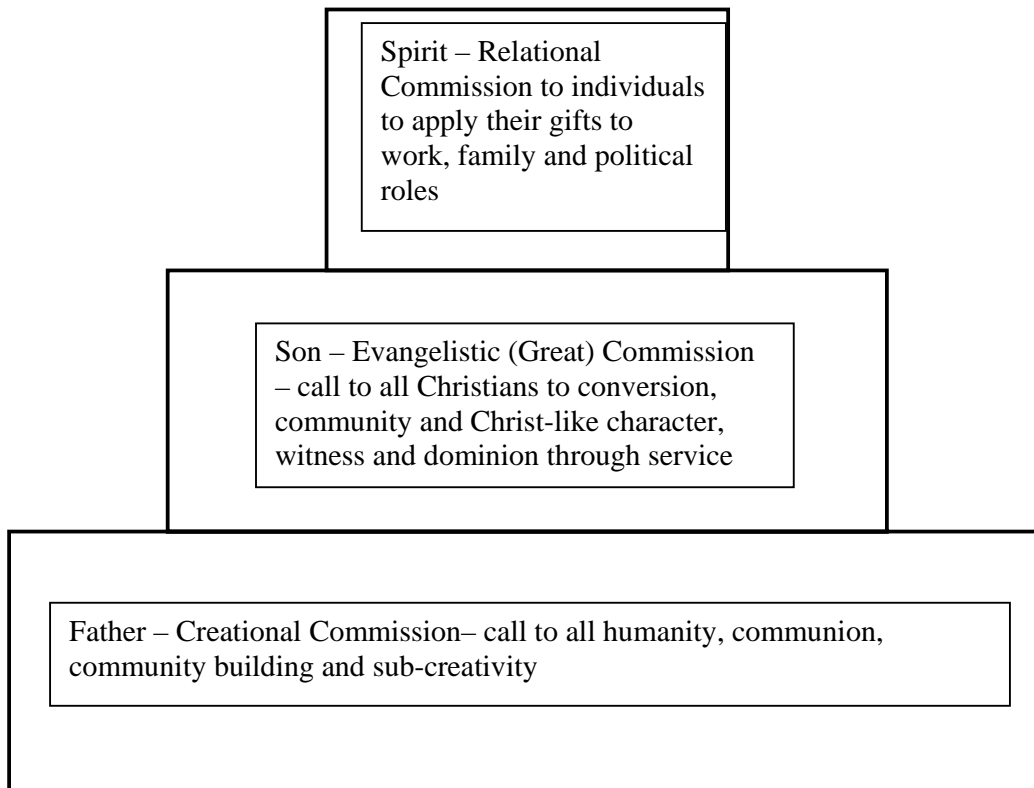 Spirit – Relational
Commission to individuals
to apply their gifts to
work, family and political
roles
Son – Evangelistic (Great) Commission
– call to all Christians to conversion,
community and Christ-like character,
witness and dominion through service
Father – Creational Commission– call to all humanity, communion,
community building and sub-creativity